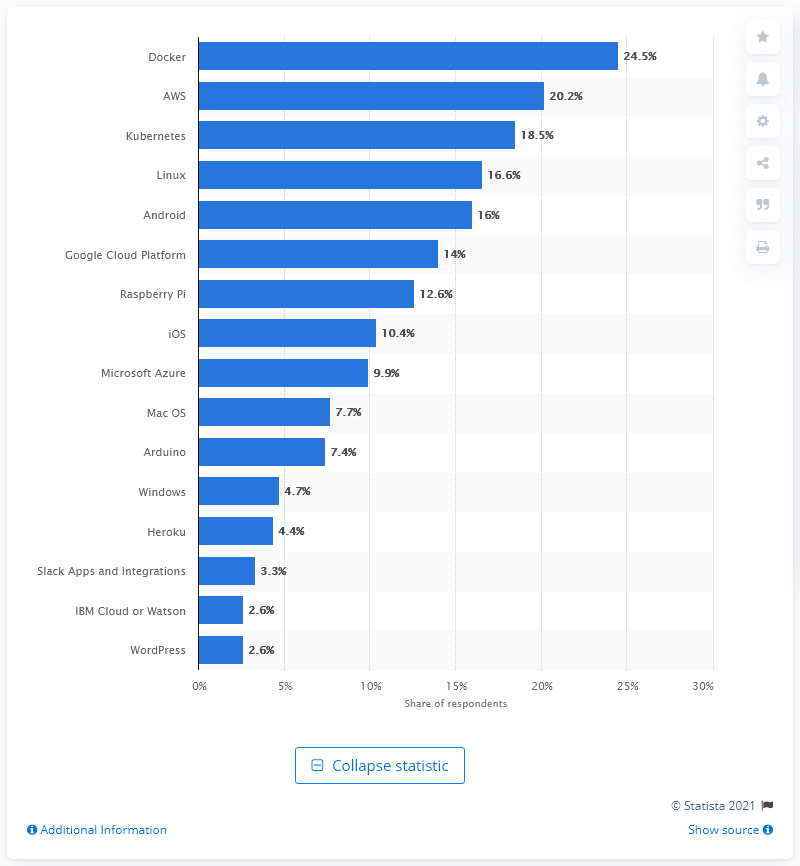 Docker 24.5%
AWS 20.2%
Kubernetes 18.5%
Linux 16.6%
Android 16%
Google Cloud Platform 14%
Raspberry Pi 12.6%
iOS 10.4%
Microsoft Azure 9.9%
Mac OS 7.7%
Arduino 7.4%
Windows 4.7%
Heroku 4.4%
Slack Apps and Integrations 3.3%
IBM Cloud or Watson 2.6%
WordPress 2.6%
0% 5% 10% 15% 20% 25% 30%
Share of respondents
Collapse statistic
© Statista 2021
Additional Information Show source